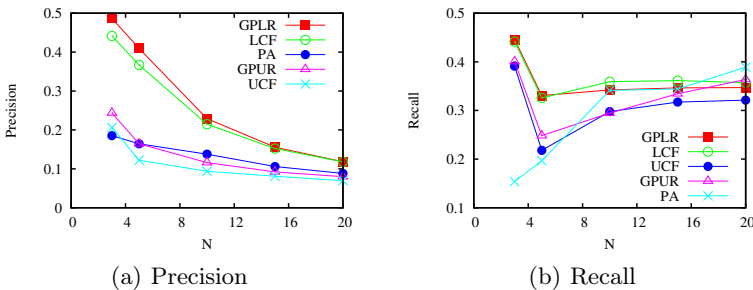 0.5
0.4
0.3
0.2
0.1
0
Precision
GPLR
LCF
PA
GPUR
UCF
0 4 8 12 16 20
N
(a) Precision
0.5
0.4
0.3
0.2
0.1
Recall
GPLR
LCF
UCF
GPUR
PA
0 4 8 12 16 20
N
(b) Recall